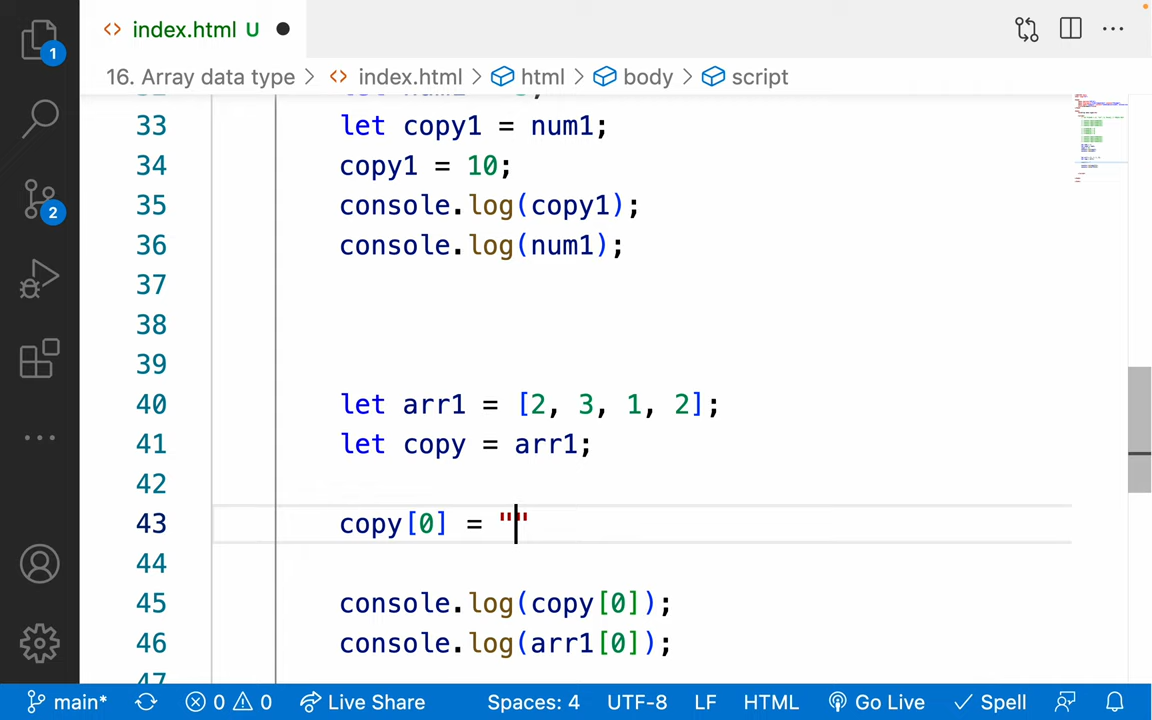 1
index.html U
16. Array data type > index.html > html > body > script
33 let copy1 = num1;
34 copy1 = 10;
35 console.log(copy1);
36 console.log(num1);
37
38
39
40 let arr1 = [2, 3, 1, 2];
41 let copy = arr1;
42
43 copy[0] = ""
44
45 console.log(copy[0]);
46 console.log(arr1[0]);
2
main* 0 0 Live Share Spaces: 4 UTF-8 LF HTML Go Live Spell